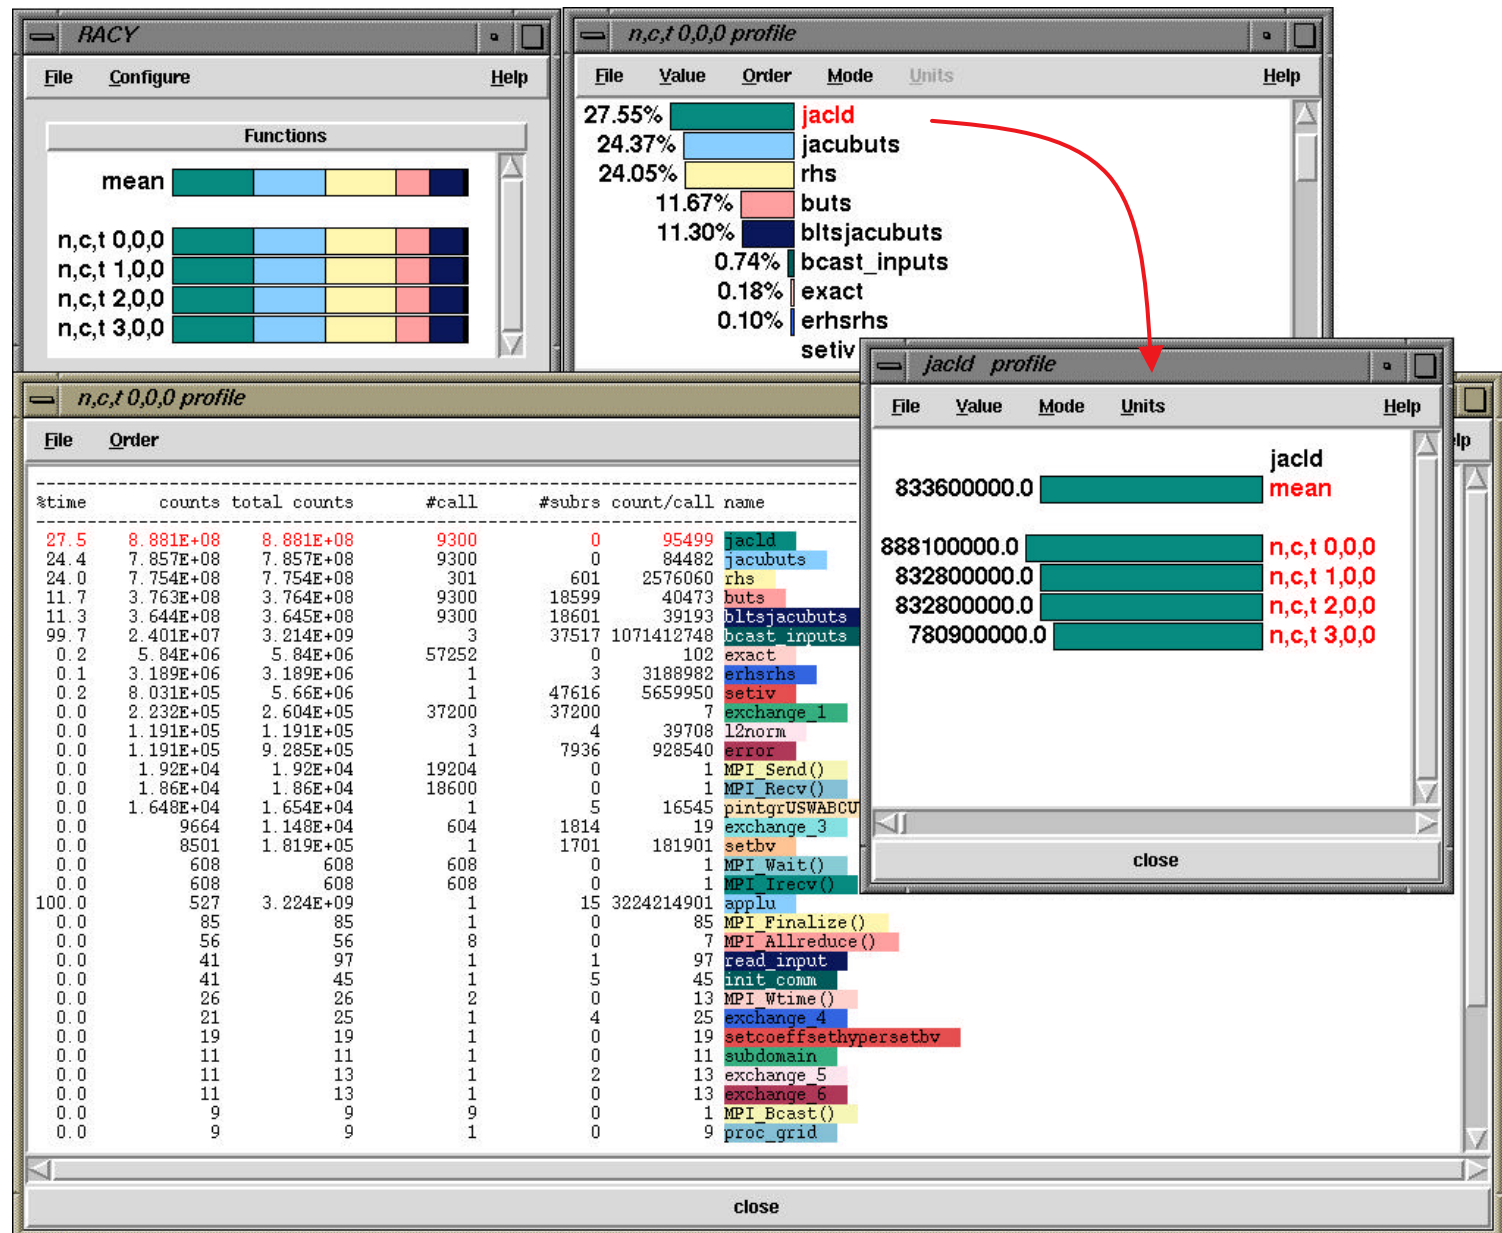 RACY
File Configure Help
Functions
mean
n,c,t 0,0,0
n,c,t 1,0,0
n,c,t 2,0,0
n,c,t 3,0,0
n,c,t 0,0,0 profile
File Value Order Mode Units Help
27.55% jacld
24.37% jacubuts
24.05% rhs
11.67% buts
11.30% bltsjacubuts
0.74% bcast_inputs
0.18% exact
0.10% erhsrhs
setiv
jacld profile
File Value Mode Units Help
jacld
833600000.0 mean
888100000.0 n,c,t 0,0,0
832800000.0 n,c,t 1,0,0
832800000.0 n,c,t 2,0,0
780900000.0 n,c,t 3,0,0
close
n,c,t 0,0,0 profile
File Order lp
%time counts total counts #call #subrs count/call name
27.5 8.881E+08 8.881E+08 9300 0 95499 jacld
24.4 7.857E+08 7.857E+08 9300 0 84482 jacubuts
24.0 7.754E+08 7.754E+08 301 601 2576060 rhs
11.7 3.763E+08 3.764E+08 9300 18599 40473 buts
11.3 3.644E+08 3.645E+08 9300 18601 39193 bltsjacubuts
99.7 2.401E+07 3.214E+09 3 37517 1071412748 bcast_inputs
0.2 5.84E+06 5.84E+06 57252 0 102 exact
0.1 3.189E+06 3.189E+06 1 3 3188982 erhsrhs
0.2 8.031E+05 5.66E+06 1 47616 5659950 setiv
0.0 2.232E+05 2.604E+05 37200 37200 7 exchange_1
0.0 1.191E+05 1.191E+05 3 4 39708 l2norm
0.0 1.191E+05 9.285E+05 1 7936 928540 error
0.0 1.92E+04 1.92E+04 19204 0 1 MPI_Send()
0.0 1.86E+04 1.86E+04 18600 0 1 MPI_Recv()
0.0 1.648E+04 1.654E+04 1 5 16545 pintgrUSWABCU
0.0 9664 1.148E+04 604 1814 19 exchange_3
0.0 8501 1.819E+05 1 1701 181901 setbv
0.0 608 608 608 0 1 MPI_Wait()
0.0 608 608 608 0 1 MPI_Irecv()
100.0 527 3.224E+09 1 15 3224214901 applu
0.0 85 85 1 0 85 MPI_Finalize()
0.0 56 56 8 0 7 MPI_Allreduce()
0.0 41 97 1 1 97 read_input
0.0 41 45 1 5 45 init_comm
0.0 26 26 2 0 13 MPI_Wtime()
0.0 21 25 1 4 25 exchange_4
0.0 19 19 1 0 19 setcoeffsethypersetbv
0.0 11 11 1 0 11 subdomain
0.0 11 13 1 2 13 exchange_5
0.0 11 13 1 0 13 exchange_6
0.0 9 9 9 0 1 MPI_Bcast()
0.0 9 9 1 0 9 proc_grid
close